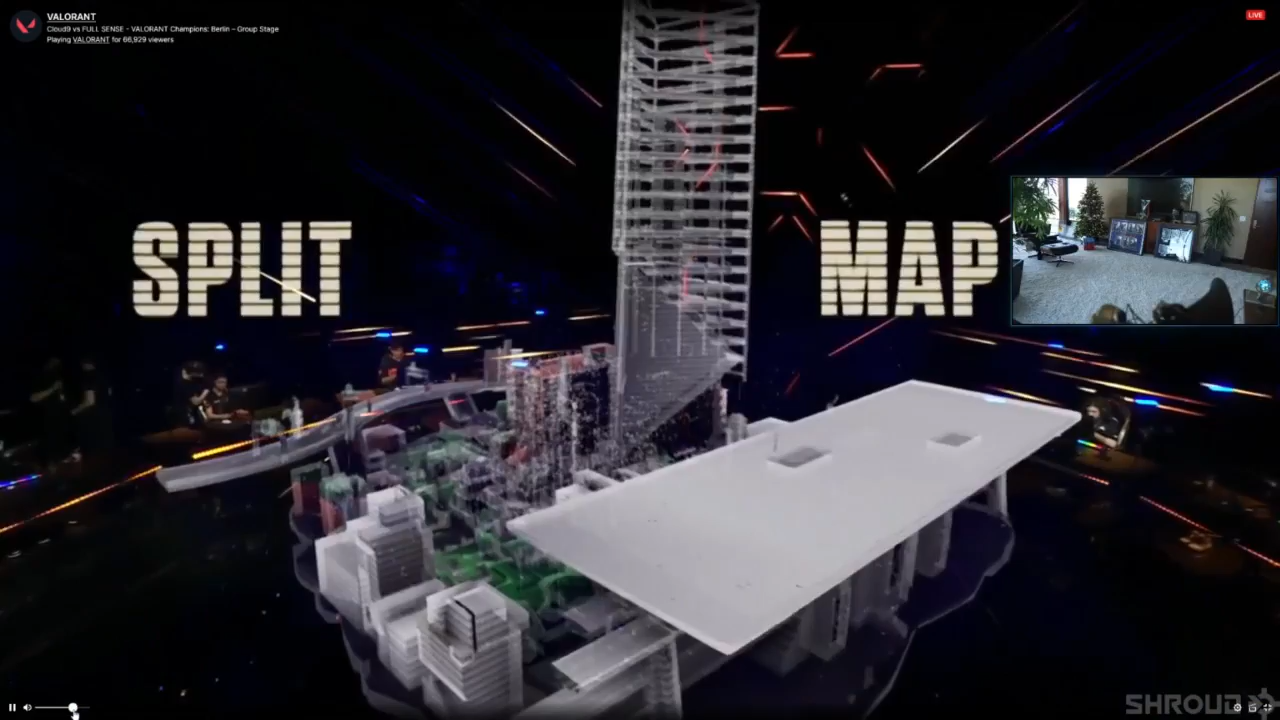 VALORANT
LIVE
Cloud9 vs FULL SENSE - VALORANT Champions: Berlin – Group Stage
Playing VALORANT for 66,929 viewers
SPLIT MAP
SHROUD